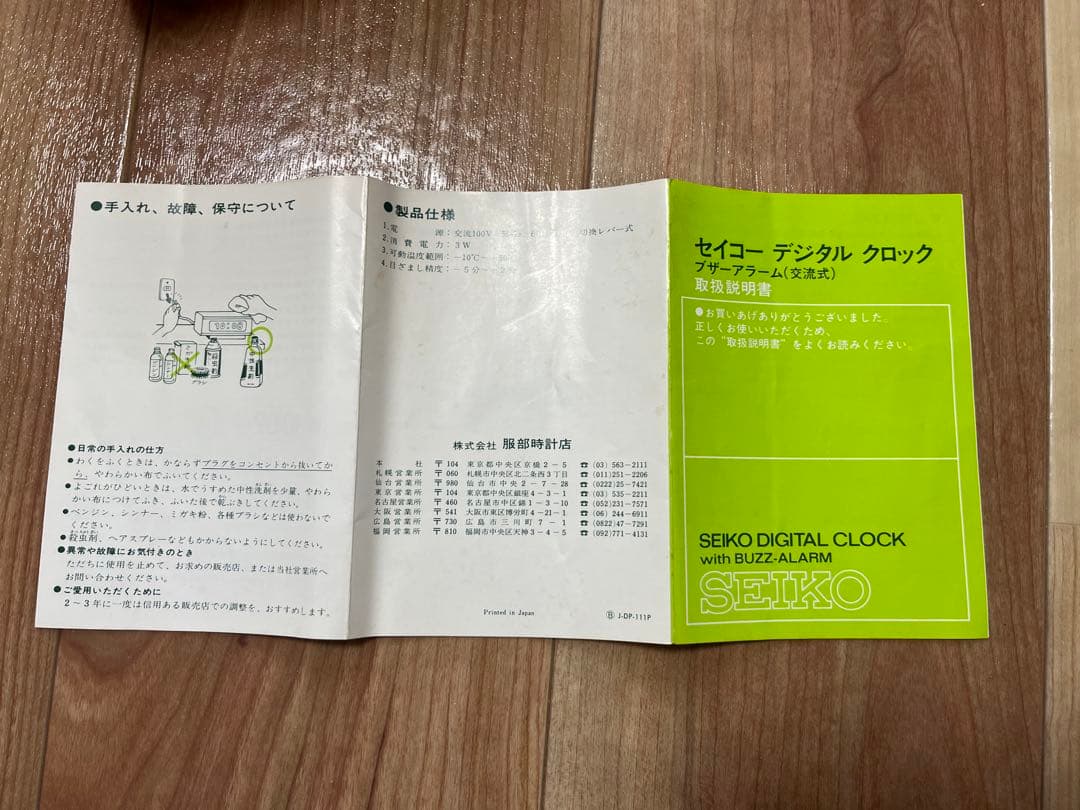 ●手入れ、故障、保守について
10:08
ベンジン
殺虫剤
中性洗剤
ブラシ
●日常の手入れの仕方
●わくをふくときは、かならずプラグをコンセントから抜いてか
ら、やわらかい布でふいてください。
●よごれがひどいときは、水でうすめた中性洗剤を少量、やわら
かい布につけてふき、ふいた後で乾ぶきしてください。
●ベンジン、シンナー、ミガキ粉、各種ブラシなどは使わないで
ください。
●殺虫剤、ヘアスプレーなどもかからないようにしてください。
●異常や故障にお気付きのとき
ただちに使用を止めて、お求めの販売店、または当社営業所へ
お問い合わせください。
●ご愛用いただくために
2〜3年に一度は信用ある販売店での調整を、おすすめします。
●製品仕様
1.電源：交流100V 切換レバー式
2.消費電力：3W
3.可動温度範囲：−10℃〜
4.目ざまし精度：−5分〜
株式会社 服部時計店
本社 〒104 東京都中央区京橋2−5 ☎(03)563−2111
札幌営業所 〒060 札幌市中央区北二条西3丁目 ☎(011)251−2206
仙台営業所 〒980 仙台市中央2−7−28 ☎(0222)25−7421
東京営業所 〒104 東京都中央区銀座4−3−1 ☎(03)535−2211
名古屋営業所 〒460 名古屋市中区錦1−3−10 ☎(052)231−7571
大阪営業所 〒541 大阪市東区博労町4−21−1 ☎(06)244−6911
広島営業所 〒730 広島市三川町7−1 ☎(0822)47−7291
福岡営業所 〒810 福岡市中央区天神3−4−5 ☎(092)771−4131
Printed in Japan
Ⓑ J-DP-111P
セイコー デジタル クロック
ブザーアラーム(交流式)
取扱説明書
●お買いあげありがとうございました。
正しくお使いいただくため、
この“取扱説明書”をよくお読みください。
SEIKO DIGITAL CLOCK
with BUZZ-ALARM
SEIKO